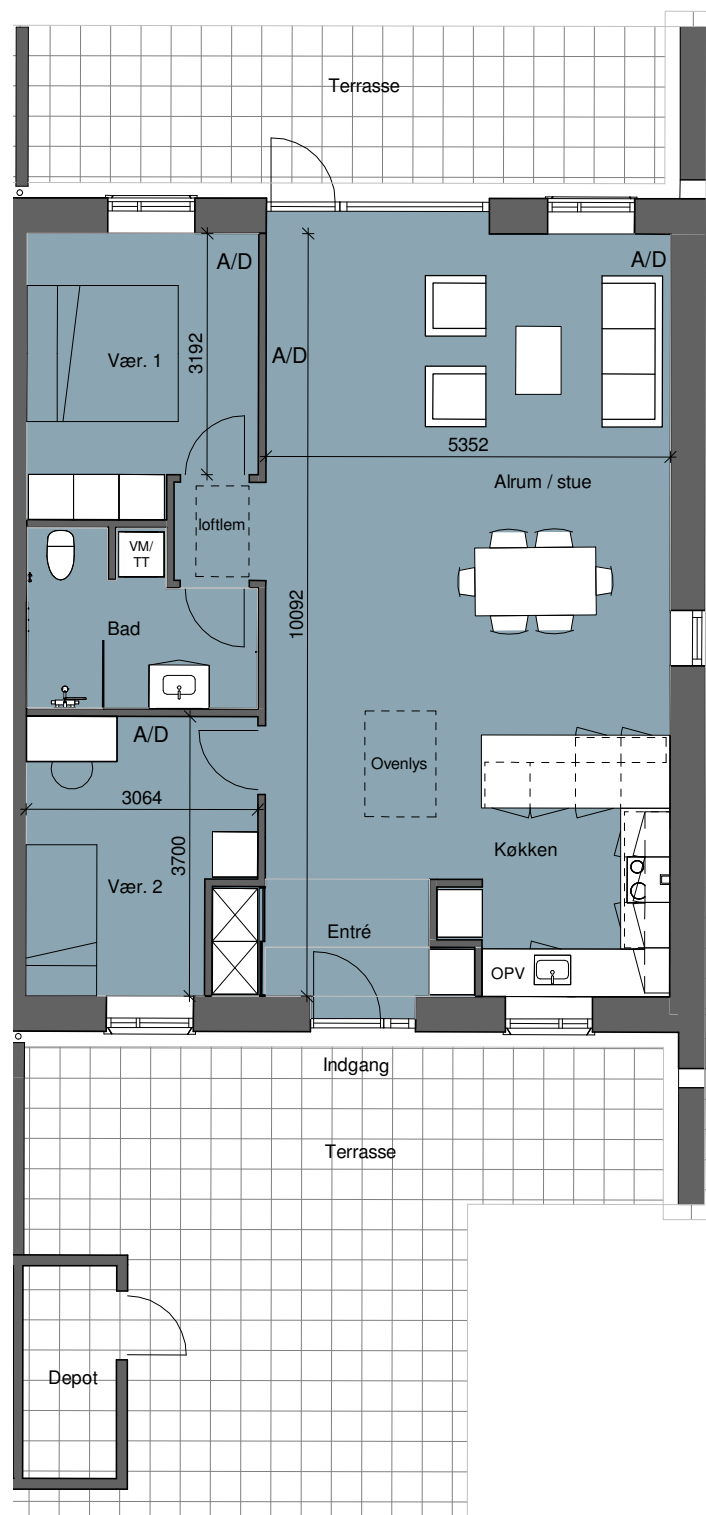 Terrasse
A/D
A/D
Vær. 1
3192
A/D
5352
Alrum / stue
loftlem
VM/
TT
Bad
10092
A/D
Ovenlys
3064
3700
Køkken
Vær. 2
Entré
OPV
Indgang
Terrasse
Depot